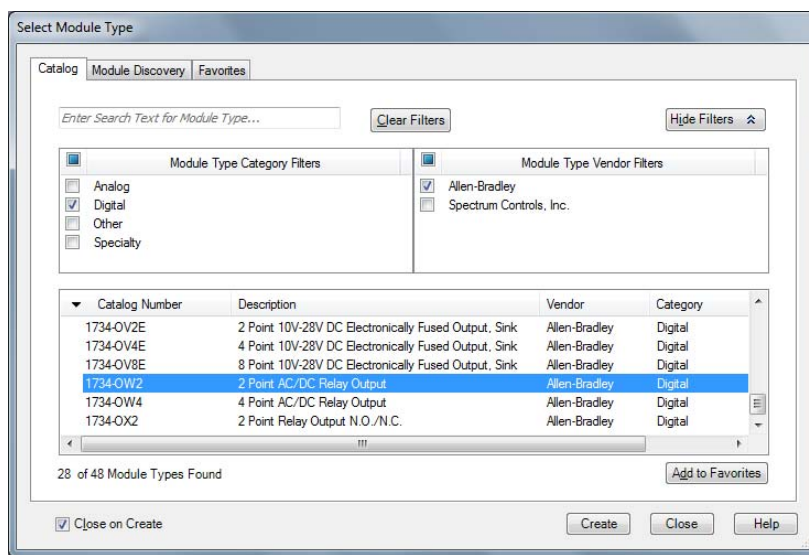 Select Module Type
Catalog Module Discovery Favorites
Enter Search Text for Module Type...
Clear Filters
Hide Filters
Module Type Category Filters
Analog
Digital
Other
Specialty
Module Type Vendor Filters
Allen-Bradley
Spectrum Controls, Inc.
Catalog Number Description Vendor Category
1734-OV2E 2 Point 10V-28V DC Electronically Fused Output, Sink Allen-Bradley Digital
1734-OV4E 4 Point 10V-28V DC Electronically Fused Output, Sink Allen-Bradley Digital
1734-OV8E 8 Point 10V-28V DC Electronically Fused Output, Sink Allen-Bradley Digital
1734-OW2 2 Point AC/DC Relay Output Allen-Bradley Digital
1734-OW4 4 Point AC/DC Relay Output Allen-Bradley Digital
1734-OX2 2 Point Relay Output N.O./N.C. Allen-Bradley Digital
28 of 48 Module Types Found
Add to Favorites
Close on Create
Create
Close
Help